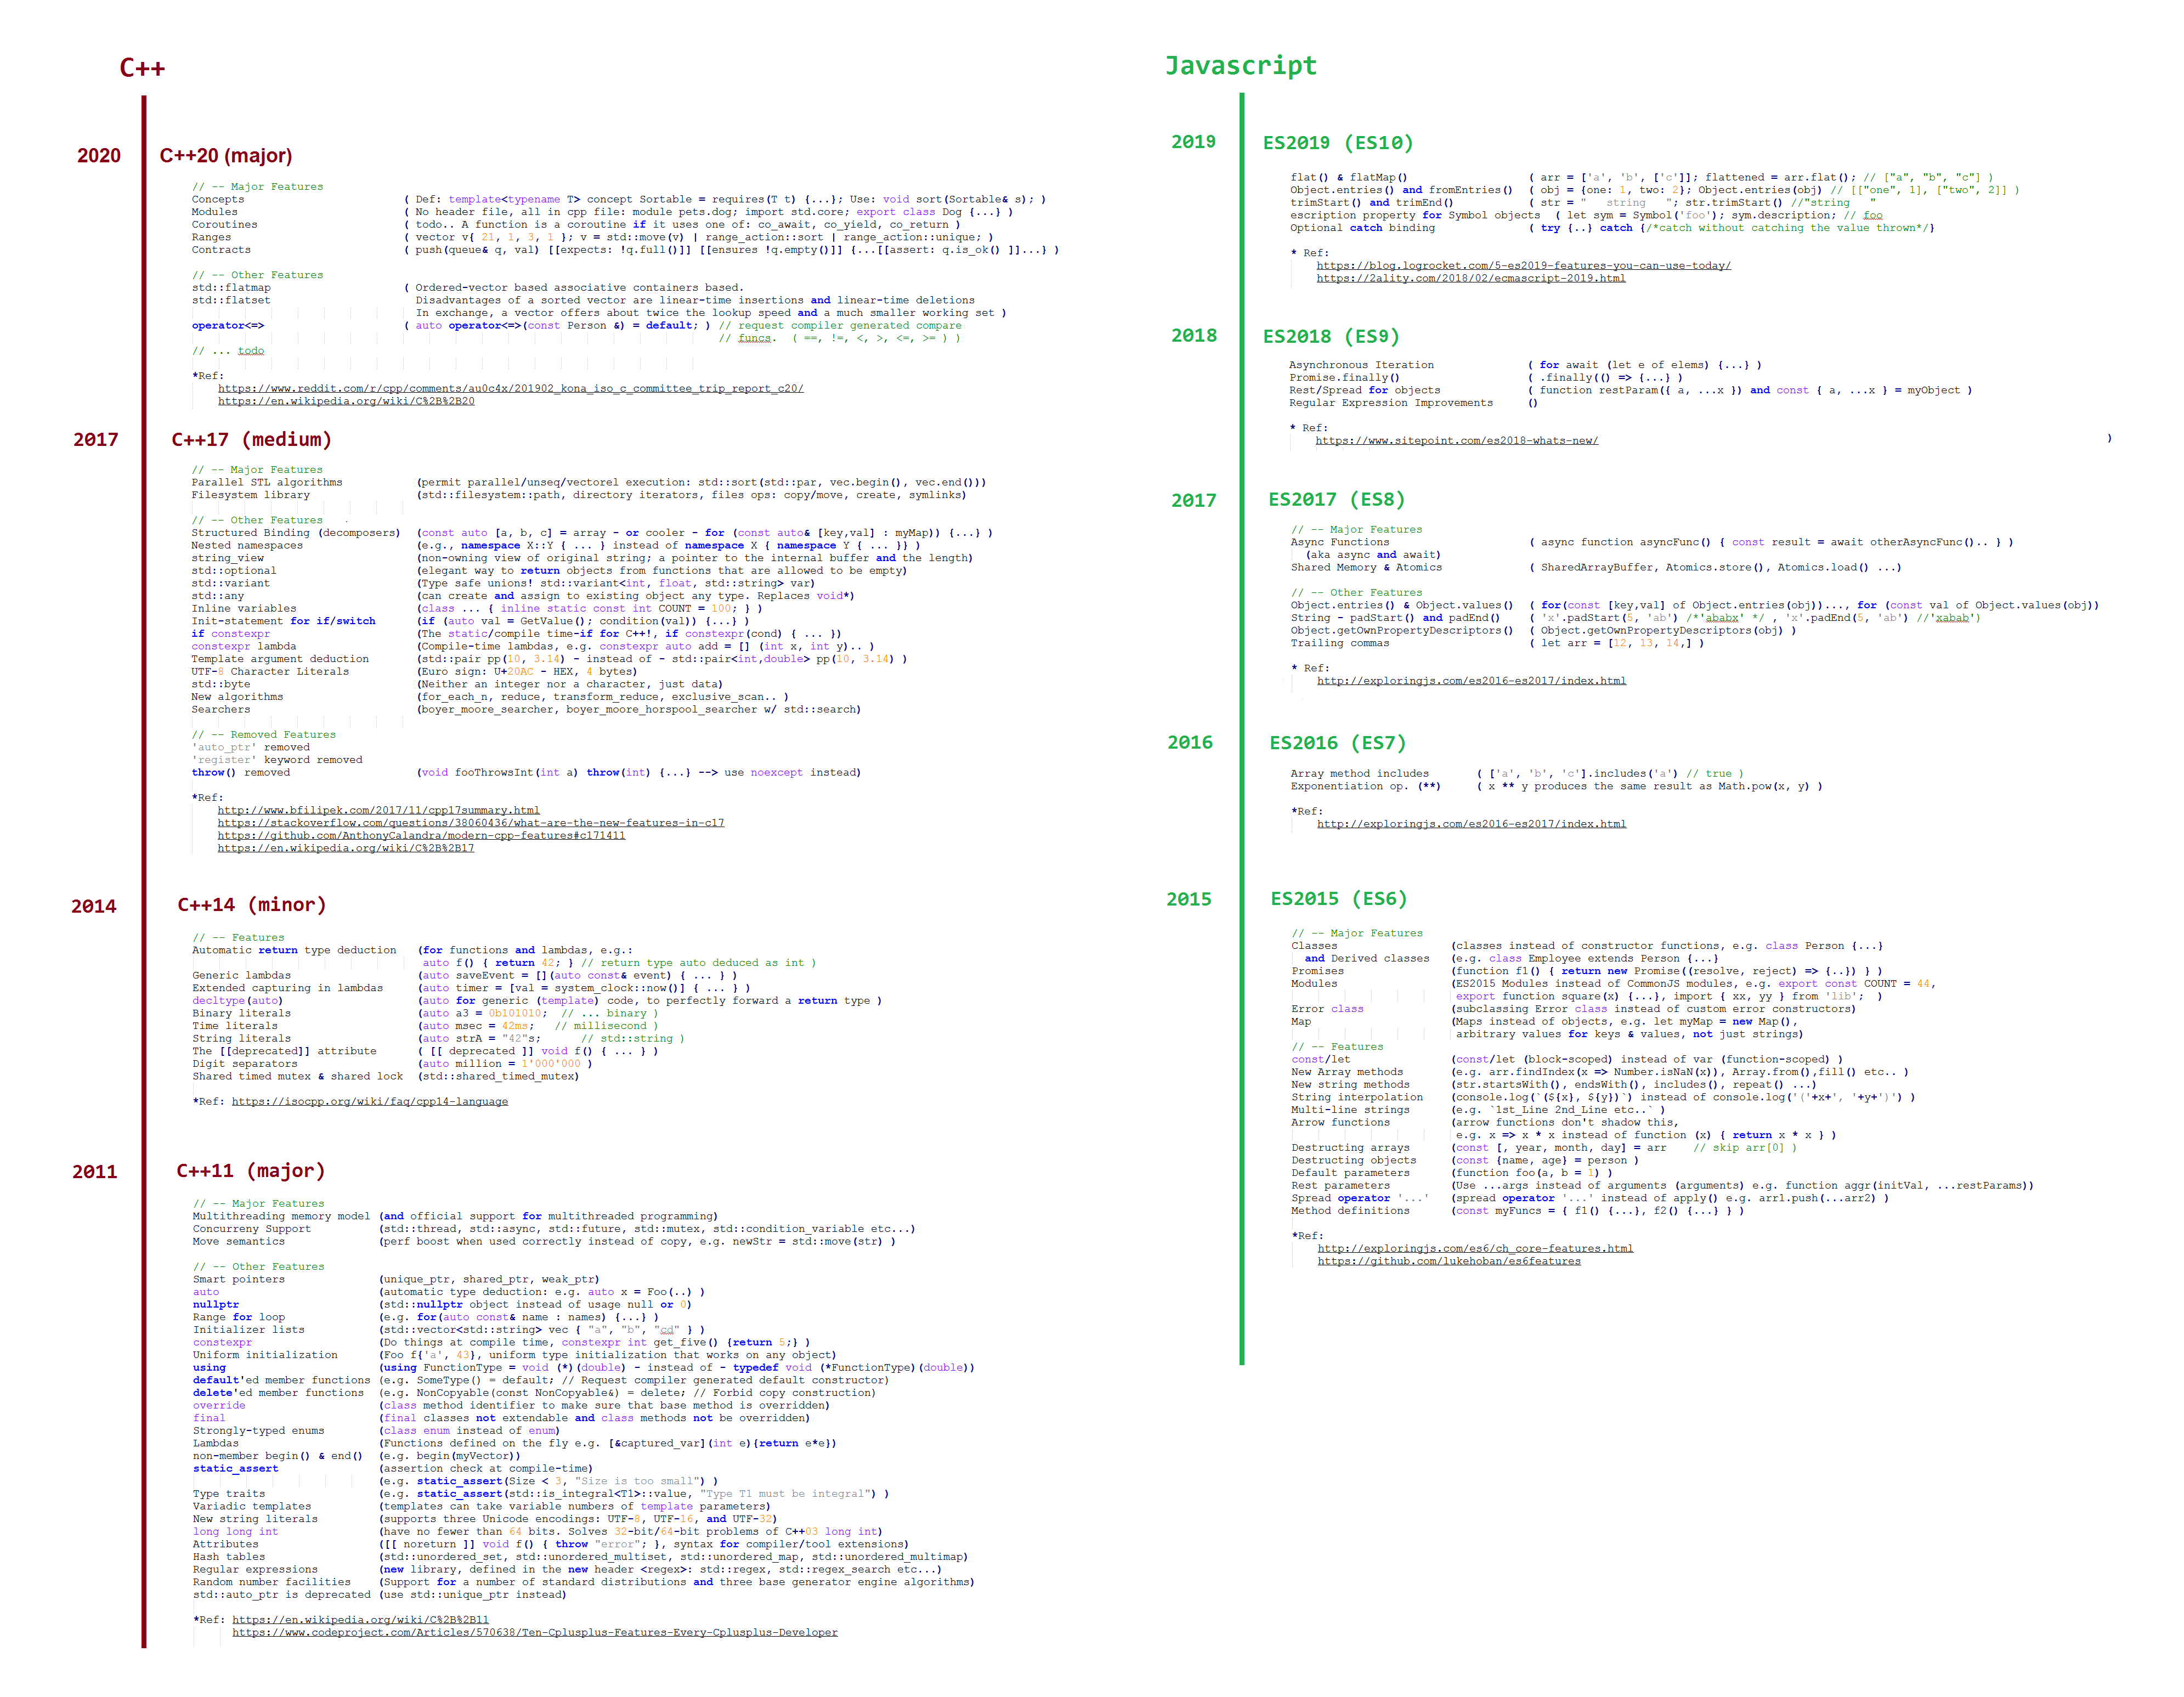 C++
2020 C++20 (major)
// -- Major Features
Concepts ( Def: template<typename T> concept Sortable = requires(T t) {...}; Use: void sort(Sortable& s); )
Modules ( No header file, all in cpp file: module pets.dog; import std.core; export class Dog {...} )
Coroutines ( todo.. A function is a coroutine if it uses one of: co_await, co_yield, co_return )
Ranges ( vector v{ 21, 1, 3, 1 }; v = std::move(v) | range_action::sort | range_action::unique; )
Contracts ( push(queue& q, val) [[expects: !q.full()]] [[ensures !q.empty()]] {...[[assert: q.is_ok() ]]...} )
// -- Other Features
std::flatmap ( Ordered-vector based associative containers based.
std::flatset Disadvantages of a sorted vector are linear-time insertions and linear-time deletions
In exchange, a vector offers about twice the lookup speed and a much smaller working set )
operator<=> ( auto operator<=>(const Person &) = default; ) // request compiler generated compare
// funcs. ( ==, !=, <, >, <=, >= ) )
// ... todo
*Ref:
https://www.reddit.com/r/cpp/comments/au0c4x/201902_kona_iso_c_committee_trip_report_c20/
https://en.wikipedia.org/wiki/C%2B%2B20
2017 C++17 (medium)
// -- Major Features
Parallel STL algorithms (permit parallel/unseq/vectorel execution: std::sort(std::par, vec.begin(), vec.end()))
Filesystem library (std::filesystem::path, directory iterators, files ops: copy/move, create, symlinks)
// -- Other Features
Structured Binding (decomposers) (const auto [a, b, c] = array - or cooler - for (const auto& [key,val] : myMap)) {...} )
Nested namespaces (e.g., namespace X::Y { ... } instead of namespace X { namespace Y { ... }} )
string_view (non-owning view of original string; a pointer to the internal buffer and the length)
std::optional (elegant way to return objects from functions that are allowed to be empty)
std::variant (Type safe unions! std::variant<int, float, std::string> var)
std::any (can create and assign to existing object any type. Replaces void*)
Inline variables (class ... { inline static const int COUNT = 100; } )
Init-statement for if/switch (if (auto val = GetValue(); condition(val)) {...} )
if constexpr (The static/compile time-if for C++!, if constexpr(cond) { ... })
constexpr lambda (Compile-time lambdas, e.g. constexpr auto add = [] (int x, int y).. )
Template argument deduction (std::pair pp(10, 3.14) - instead of - std::pair<int,double> pp(10, 3.14) )
UTF-8 Character Literals (Euro sign: U+20AC - HEX, 4 bytes)
std::byte (Neither an integer nor a character, just data)
New algorithms (for_each_n, reduce, transform_reduce, exclusive_scan.. )
Searchers (boyer_moore_searcher, boyer_moore_horspool_searcher w/ std::search)
// -- Removed Features
'auto_ptr' removed
'register' keyword removed
throw() removed (void fooThrowsInt(int a) throw(int) {...} --> use noexcept instead)
*Ref:
http://www.bfilipek.com/2017/11/cpp17summary.html
https://stackoverflow.com/questions/38060436/what-are-the-new-features-in-c17
https://github.com/AnthonyCalandra/modern-cpp-features#c171411
https://en.wikipedia.org/wiki/C%2B%2B17
2014 C++14 (minor)
// -- Features
Automatic return type deduction (for functions and lambdas, e.g.:
auto f() { return 42; } // return type auto deduced as int )
Generic lambdas (auto saveEvent = [](auto const& event) { ... } )
Extended capturing in lambdas (auto timer = [val = system_clock::now()] { ... } )
decltype(auto) (auto for generic (template) code, to perfectly forward a return type )
Binary literals (auto a3 = 0b101010; // ... binary )
Time literals (auto msec = 42ms; // millisecond )
String literals (auto strA = "42"s; // std::string )
The [[deprecated]] attribute ( [[ deprecated ]] void f() { ... } )
Digit separators (auto million = 1'000'000 )
Shared timed mutex & shared lock (std::shared_timed_mutex)
*Ref: https://isocpp.org/wiki/faq/cpp14-language
2011 C++11 (major)
// -- Major Features
Multithreading memory model (and official support for multithreaded programming)
Concurreny Support (std::thread, std::async, std::future, std::mutex, std::condition_variable etc...)
Move semantics (perf boost when used correctly instead of copy, e.g. newStr = std::move(str) )
// -- Other Features
Smart pointers (unique_ptr, shared_ptr, weak_ptr)
auto (automatic type deduction: e.g. auto x = Foo(..) )
nullptr (std::nullptr object instead of usage null or 0)
Range for loop (e.g. for(auto const& name : names) {...} )
Initializer lists (std::vector<std::string> vec { "a", "b", "cd" } )
constexpr (Do things at compile time, constexpr int get_five() {return 5;} )
Uniform initialization (Foo f{'a', 43}, uniform type initialization that works on any object)
using (using FunctionType = void (*)(double) - instead of - typedef void (*FunctionType)(double))
default'ed member functions (e.g. SomeType() = default; // Request compiler generated default constructor)
delete'ed member functions (e.g. NonCopyable(const NonCopyable&) = delete; // Forbid copy construction)
override (class method identifier to make sure that base method is overridden)
final (final classes not extendable and class methods not be overridden)
Strongly-typed enums (class enum instead of enum)
Lambdas (Functions defined on the fly e.g. [&captured_var](int e){return e*e})
non-member begin() & end() (e.g. begin(myVector))
static_assert (assertion check at compile-time)
(e.g. static_assert(Size < 3, "Size is too small") )
Type traits (e.g. static_assert(std::is_integral<T1>::value, "Type T1 must be integral") )
Variadic templates (templates can take variable numbers of template parameters)
New string literals (supports three Unicode encodings: UTF-8, UTF-16, and UTF-32)
long long int (have no fewer than 64 bits. Solves 32-bit/64-bit problems of C++03 long int)
Attributes ([[ noreturn ]] void f() { throw "error"; }, syntax for compiler/tool extensions)
Hash tables (std::unordered_set, std::unordered_multiset, std::unordered_map, std::unordered_multimap)
Regular expressions (new library, defined in the new header <regex>: std::regex, std::regex_search etc...)
Random number facilities (Support for a number of standard distributions and three base generator engine algorithms)
std::auto_ptr is deprecated (use std::unique_ptr instead)
*Ref: https://en.wikipedia.org/wiki/C%2B%2B11
https://www.codeproject.com/Articles/570638/Ten-Cplusplus-Features-Every-Cplusplus-Developer
Javascript
2019 ES2019 (ES10)
flat() & flatMap() ( arr = ['a', 'b', ['c']]; flattened = arr.flat(); // ["a", "b", "c"] )
Object.entries() and fromEntries() ( obj = {one: 1, two: 2}; Object.entries(obj) // [["one", 1], ["two", 2]] )
trimStart() and trimEnd() ( str = "   string   "; str.trimStart() //"string   "
escription property for Symbol objects ( let sym = Symbol('foo'); sym.description; // foo
Optional catch binding ( try {..} catch {/*catch without catching the value thrown*/}
* Ref:
https://blog.logrocket.com/5-es2019-features-you-can-use-today/
https://2ality.com/2018/02/ecmascript-2019.html
2018 ES2018 (ES9)
Asynchronous Iteration ( for await (let e of elems) {...} )
Promise.finally() ( .finally(() => {...} )
Rest/Spread for objects ( function restParam({ a, ...x }) and const { a, ...x } = myObject )
Regular Expression Improvements ()
* Ref:
https://www.sitepoint.com/es2018-whats-new/
)
2017 ES2017 (ES8)
// -- Major Features
Async Functions ( async function asyncFunc() { const result = await otherAsyncFunc().. } )
(aka async and await)
Shared Memory & Atomics ( SharedArrayBuffer, Atomics.store(), Atomics.load() ...)
// -- Other Features
Object.entries() & Object.values() ( for(const [key,val] of Object.entries(obj))..., for (const val of Object.values(obj))
String - padStart() and padEnd() ( 'x'.padStart(5, 'ab') /*'ababx' */ , 'x'.padEnd(5, 'ab') //'xabab')
Object.getOwnPropertyDescriptors() ( Object.getOwnPropertyDescriptors(obj) )
Trailing commas ( let arr = [12, 13, 14,] )
* Ref:
http://exploringjs.com/es2016-es2017/index.html
2016 ES2016 (ES7)
Array method includes ( ['a', 'b', 'c'].includes('a') // true )
Exponentiation op. (**) ( x ** y produces the same result as Math.pow(x, y) )
*Ref:
http://exploringjs.com/es2016-es2017/index.html
2015 ES2015 (ES6)
// -- Major Features
Classes (classes instead of constructor functions, e.g. class Person {...}
and Derived classes (e.g. class Employee extends Person {...}
Promises (function f1() { return new Promise((resolve, reject) => {..}) } )
Modules (ES2015 Modules instead of CommonJS modules, e.g. export const COUNT = 44,
export function square(x) {...}, import { xx, yy } from 'lib'; )
Error class (subclassing Error class instead of custom error constructors)
Map (Maps instead of objects, e.g. let myMap = new Map(),
arbitrary values for keys & values, not just strings)
// -- Features
const/let (const/let (block-scoped) instead of var (function-scoped) )
New Array methods (e.g. arr.findIndex(x => Number.isNaN(x)), Array.from(),fill() etc.. )
New string methods (str.startsWith(), endsWith(), includes(), repeat() ...)
String interpolation (console.log(`(${x}, ${y})`) instead of console.log('('+x+', '+y+')') )
Multi-line strings (e.g. `1st_Line 2nd_Line etc..` )
Arrow functions (arrow functions don't shadow this,
e.g. x => x * x instead of function (x) { return x * x } )
Destructing arrays (const [, year, month, day] = arr // skip arr[0] )
Destructing objects (const {name, age} = person )
Default parameters (function foo(a, b = 1) )
Rest parameters (Use ...args instead of arguments (arguments) e.g. function aggr(initVal, ...restParams))
Spread operator '...' (spread operator '...' instead of apply() e.g. arr1.push(...arr2) )
Method definitions (const myFuncs = { f1() {...}, f2() {...} } )
*Ref:
http://exploringjs.com/es6/ch_core-features.html
https://github.com/lukehoban/es6features